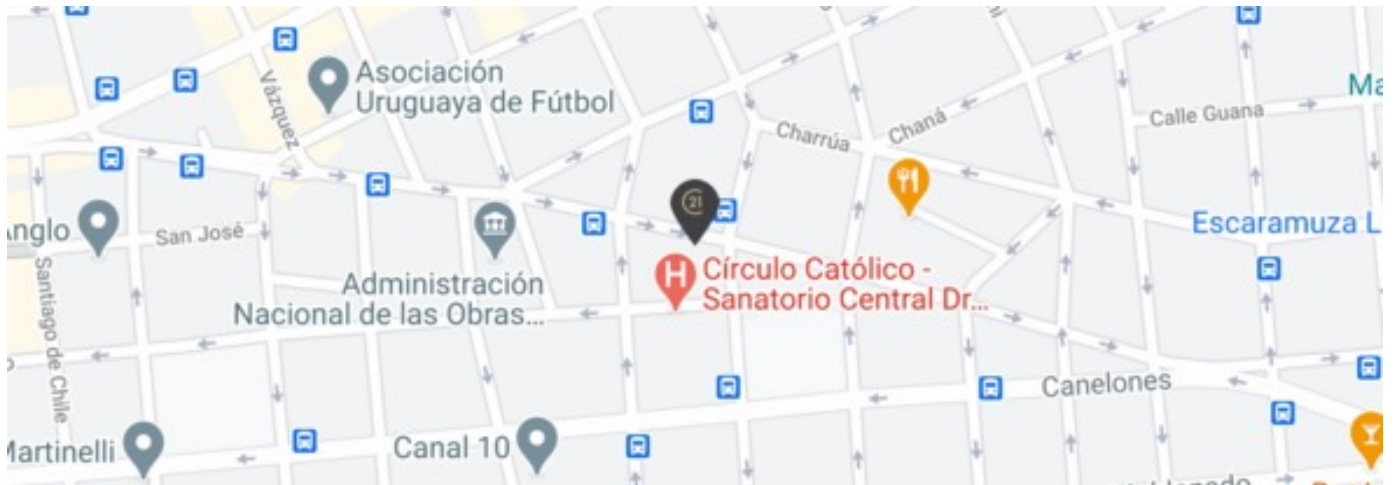 Asociación
Uruguaya de Fútbol
Vázquez
Charrúa
Chaná
Calle Guana
Ma
21
Anglo
San José
Escaramuza L
Administración
Nacional de las Obras...
H
Círculo Católico -
Sanatorio Central Dr...
Santiago de Chile
Canelones
Martinelli
Canal 10